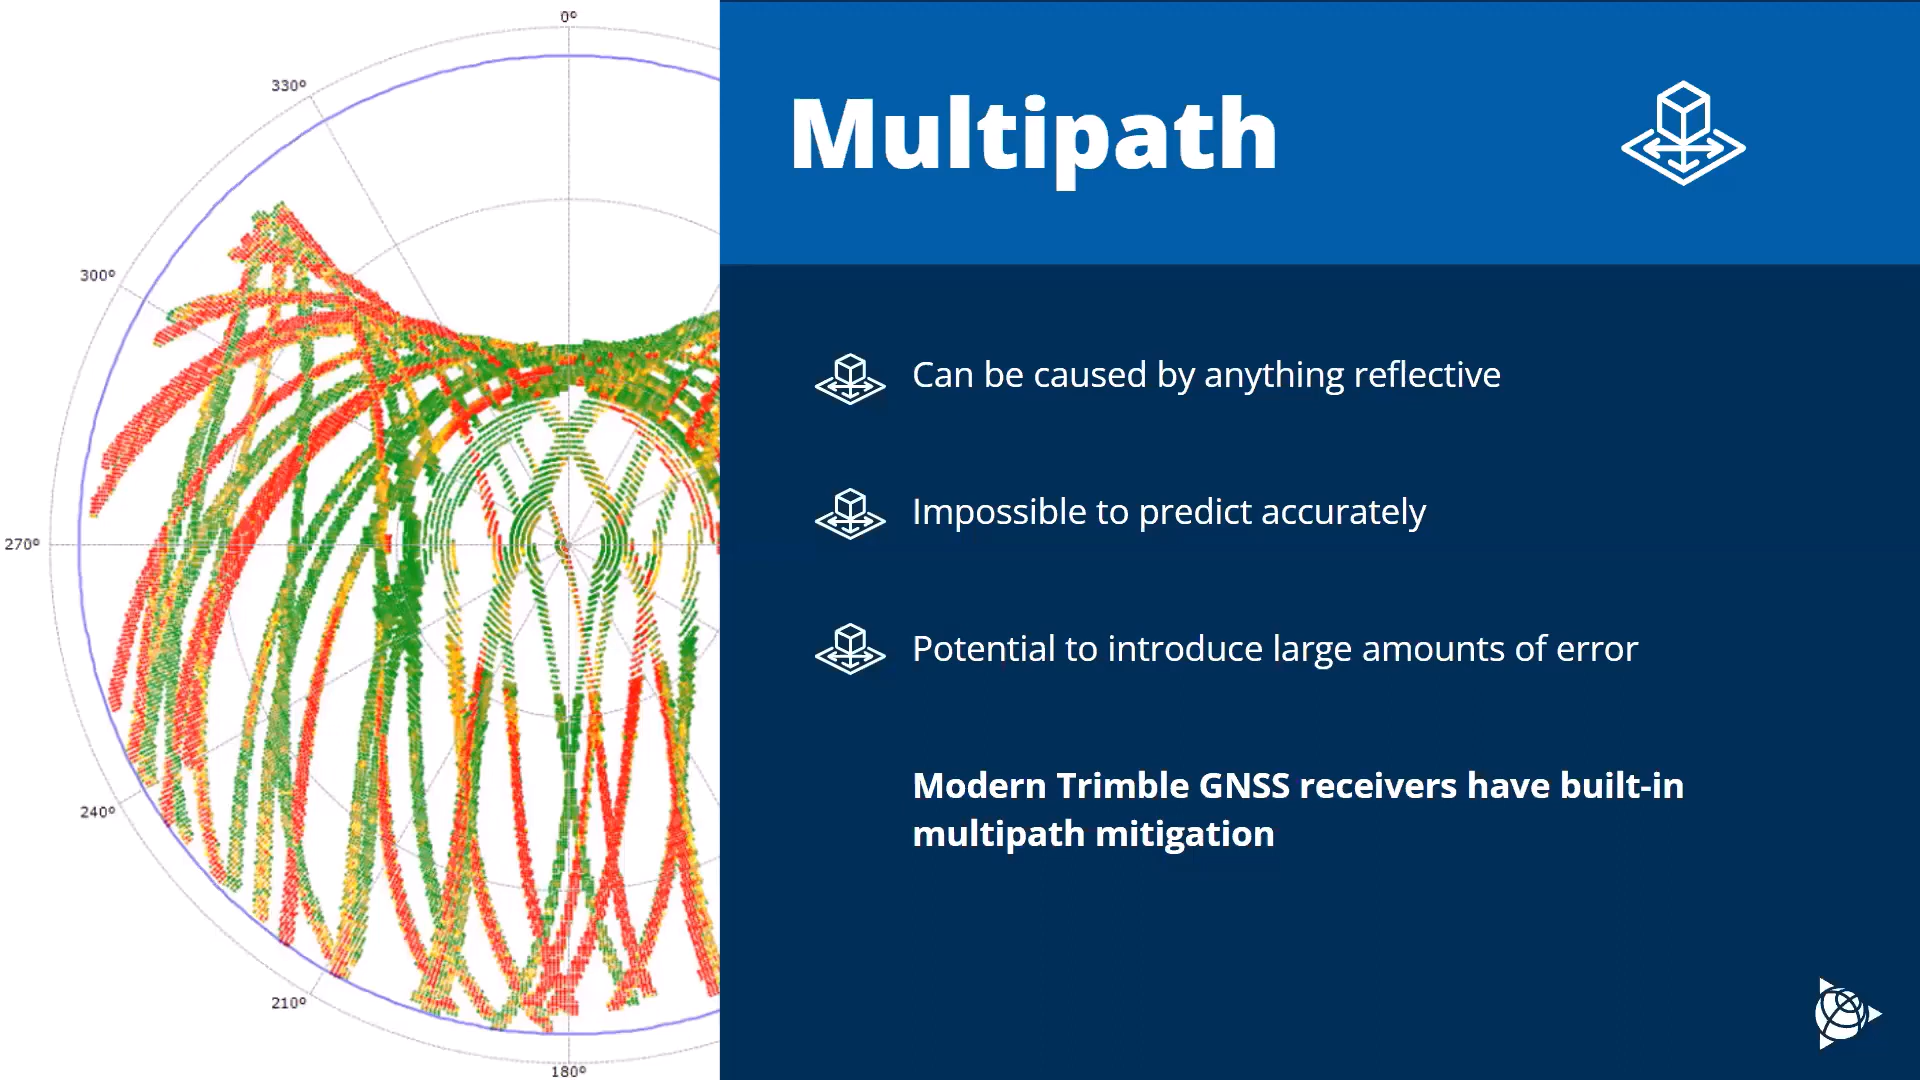 0°
330°
300°
270°
240°
210°
180°
Multipath
Can be caused by anything reflective
Impossible to predict accurately
Potential to introduce large amounts of error
Modern Trimble GNSS receivers have built-in
multipath mitigation